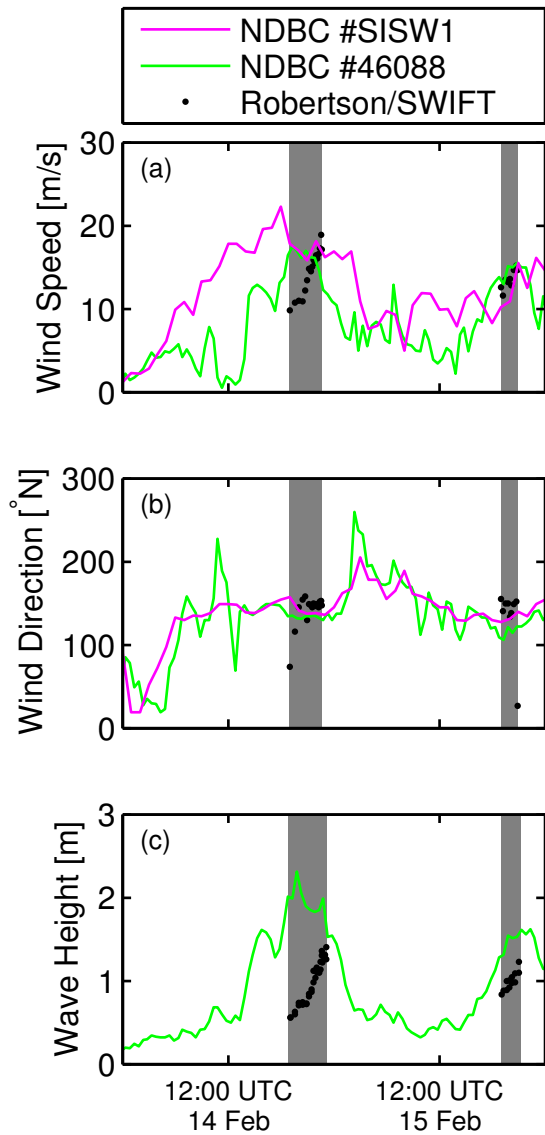 NDBC #SISW1
NDBC #46088
Robertson/SWIFT
(a)
Wind Speed [m/s]
30
20
10
0
(b)
Wind Direction [°N]
300
200
100
0
(c)
Wave Height [m]
3
2
1
0
12:00 UTC
14 Feb
12:00 UTC
15 Feb